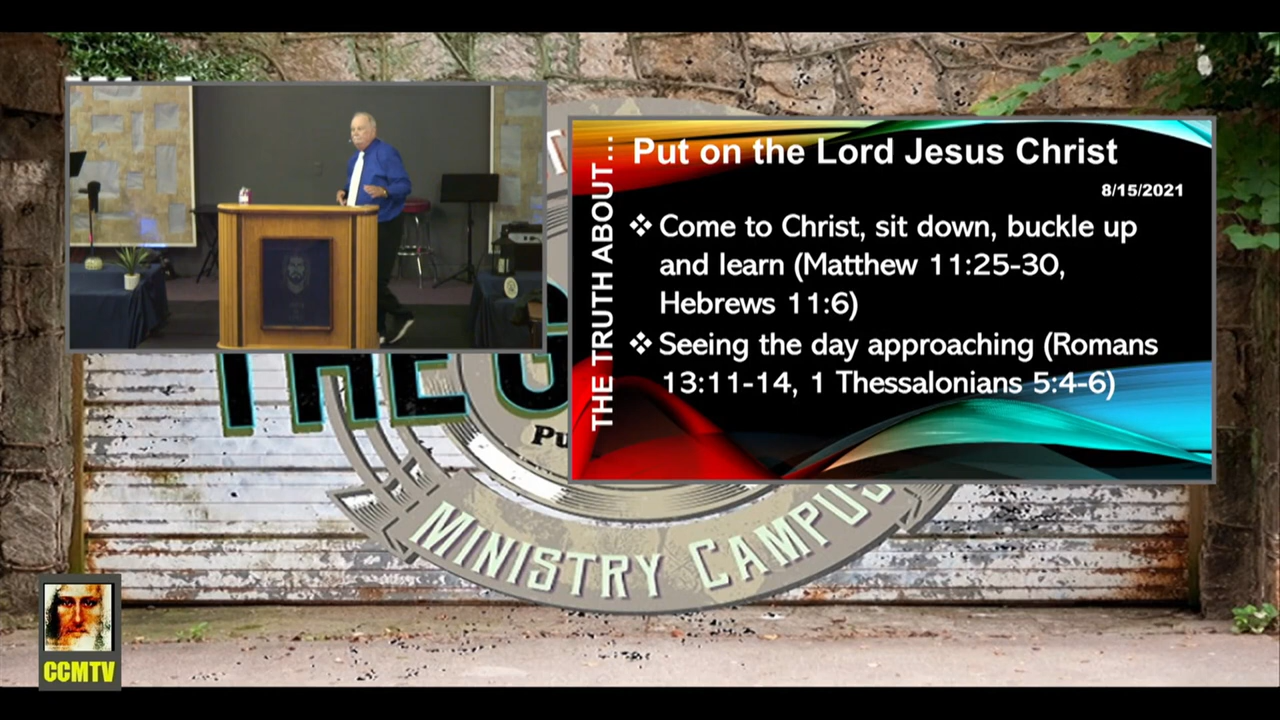 THE TRUTH ABOUT...
Put on the Lord Jesus Christ
8/15/2021
❖ Come to Christ, sit down, buckle up
and learn (Matthew 11:25-30,
Hebrews 11:6)
❖ Seeing the day approaching (Romans
13:11-14, 1 Thessalonians 5:4-6)
THE
MINISTRY CAMPUS
CCMTV